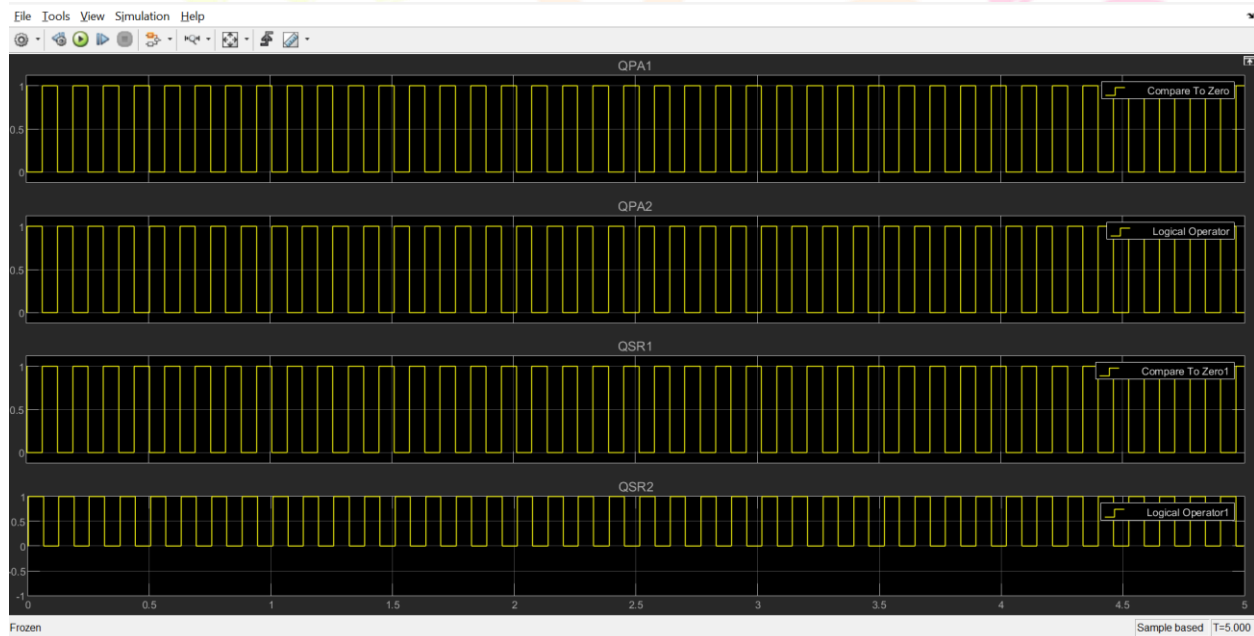 File Tools View Simulation Help
QPA1
Compare To Zero
1
0.5
0
QPA2
Logical Operator
1
0.5
0
QSR1
Compare To Zero1
1
0.5
0
QSR2
Logical Operator1
1
0.5
0
-0.5
-1
0 0.5 1 1.5 2 2.5 3 3.5 4 4.5 5
Frozen Sample based T=5.000